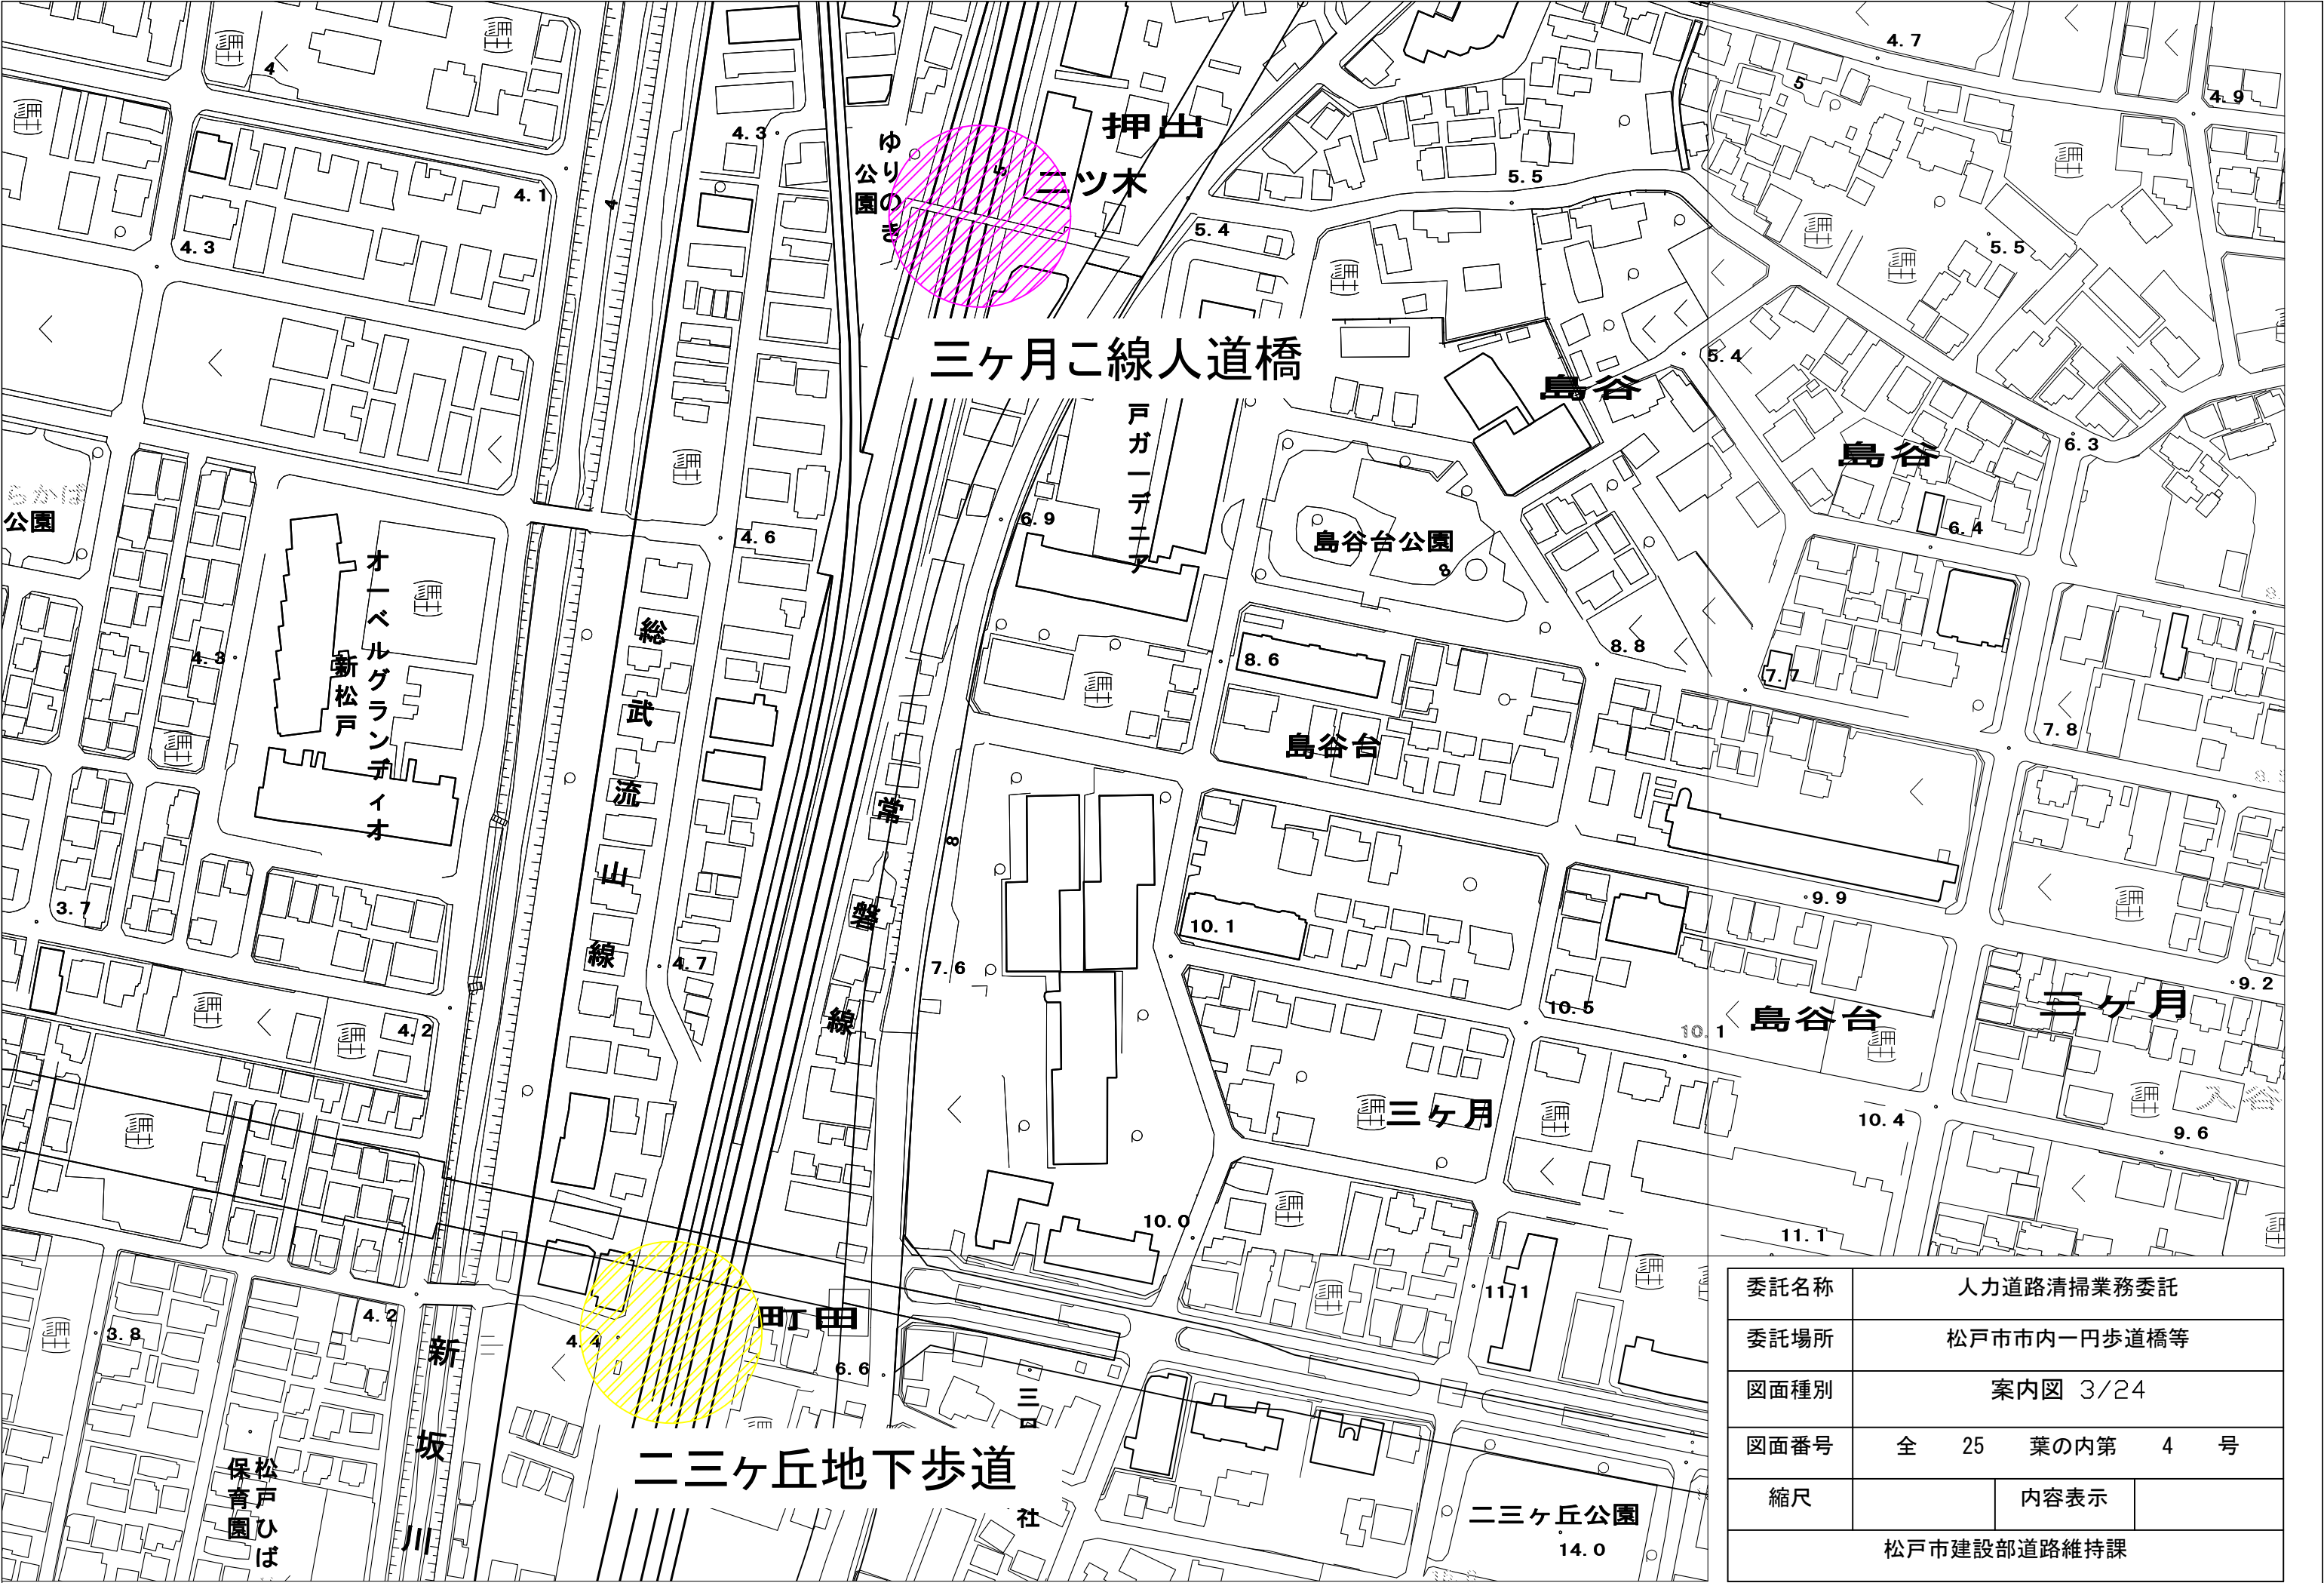 4.7
5
4.9
4
4.3
ゆりのき公園
押出
二ツ木
5
5.5
4.1
4
4.3
5.4
5.5
三ヶ月こ線人道橋
5.4
島谷
戸ガーデニア
島谷
6.3
らかば
公園
6.9
4.6
6.4
島谷台公園
8
オーベルグランディオ
新松戸
総武流山線
4.3
8.6
8.8
7.7
7.8
島谷台
常磐線
8
3.7
10.1
9.9
4.7
7.6
9.2
10.5
三ヶ月
島谷台
10.1
4.2
三ヶ月
10.4
入谷
9.6
10.0
11.1
11.1
4.2
3.8
4.4
町田
6.6
新坂川
三
社
二三ヶ丘地下歩道
松戸ひば
保育園
二三ヶ丘公園
14.0
委託名称 人力道路清掃業務委託
委託場所 松戸市市内一円歩道橋等
図面種別 案内図 3/24
図面番号 全 25 葉の内第 4 号
縮尺 内容表示
松戸市建設部道路維持課